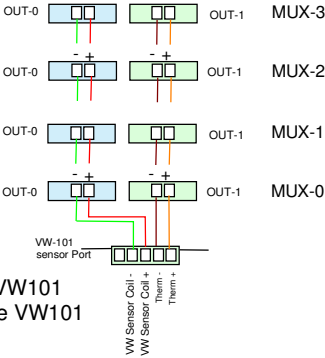 OUT-0 OUT-1 MUX-3
- + - +
OUT-0 OUT-1 MUX-2
OUT-0 OUT-1 MUX-1
- + - +
OUT-0 OUT-1 MUX-0
VW-101
sensor Port
VW Sensor Coil -
VW Sensor Coil +
Therm -
Therm +
VW101
e VW101